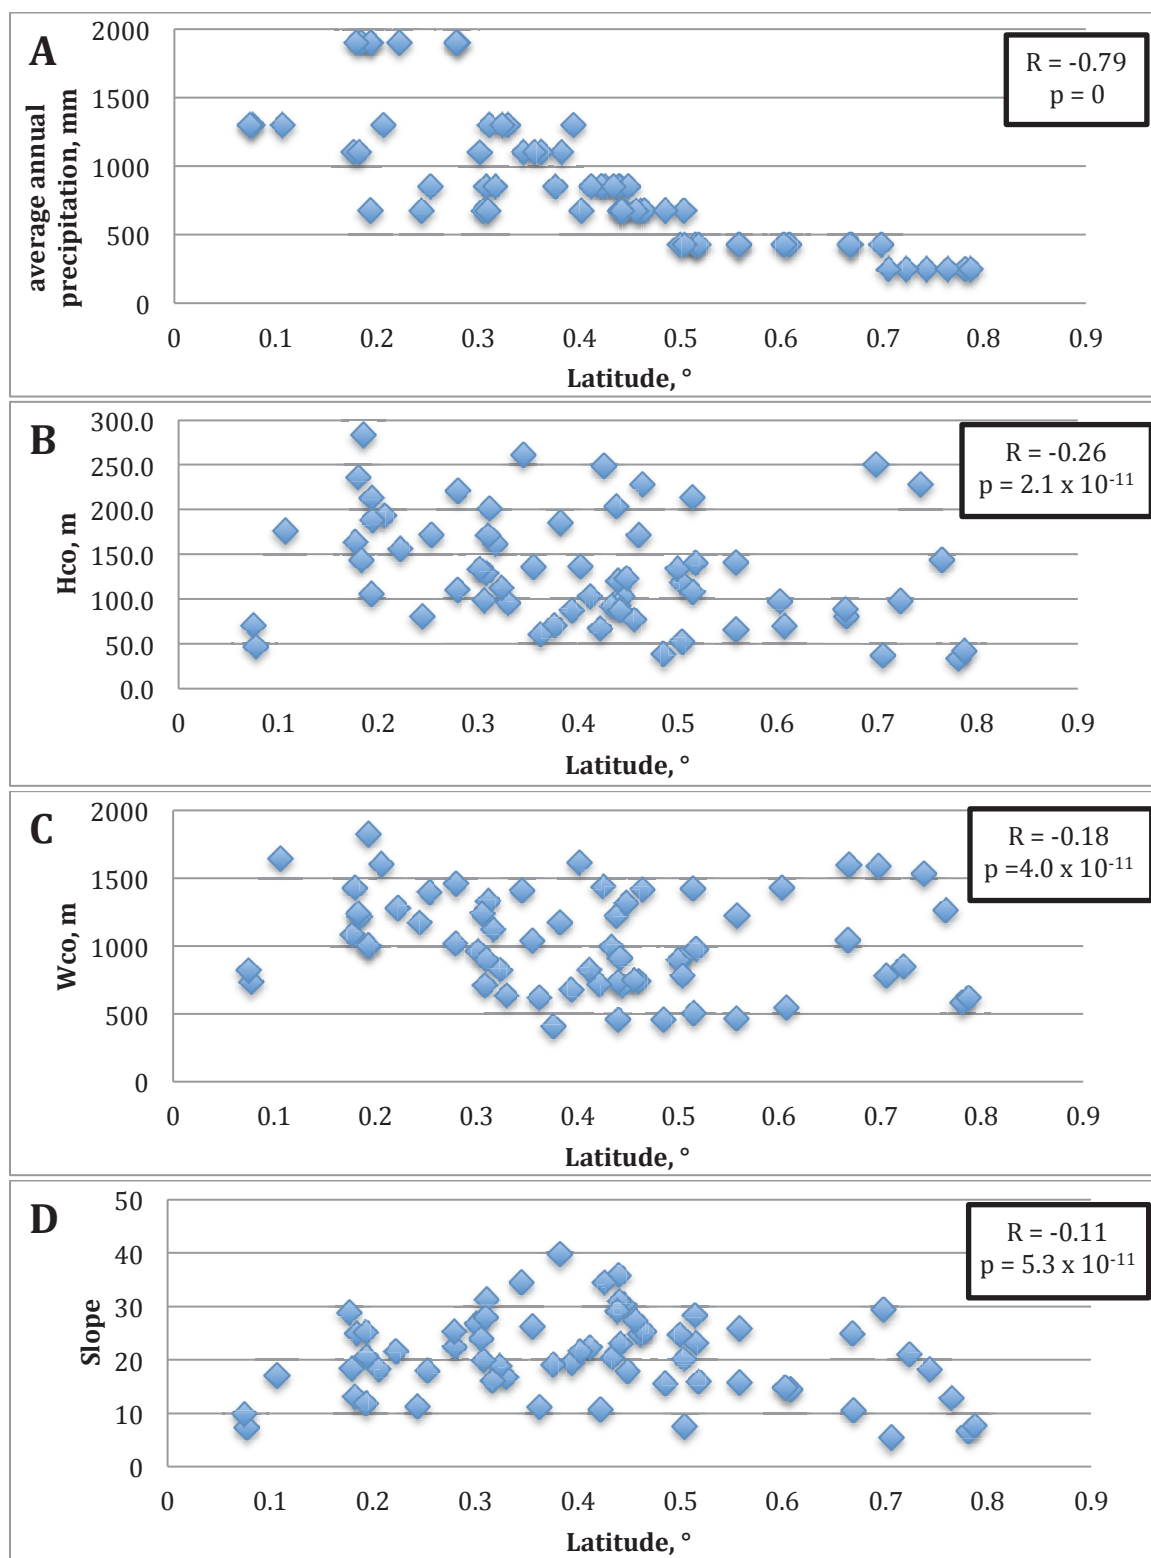 A
average annual
precipitation, mm
2000
1500
1000
500
0
R = -0.79
p = 0
0 0.1 0.2 0.3 0.4 0.5 0.6 0.7 0.8 0.9
Latitude, °
B
Hco, m
300.0
250.0
200.0
150.0
100.0
50.0
0.0
R = -0.26
p = 2.1 x 10⁻¹¹
0 0.1 0.2 0.3 0.4 0.5 0.6 0.7 0.8 0.9
Latitude, °
C
Wco, m
2000
1500
1000
500
0
R = -0.18
p =4.0 x 10⁻¹¹
0 0.1 0.2 0.3 0.4 0.5 0.6 0.7 0.8 0.9
Latitude, °
D
Slope
50
40
30
20
10
0
R = -0.11
p = 5.3 x 10⁻¹¹
0 0.1 0.2 0.3 0.4 0.5 0.6 0.7 0.8 0.9
Latitude, °